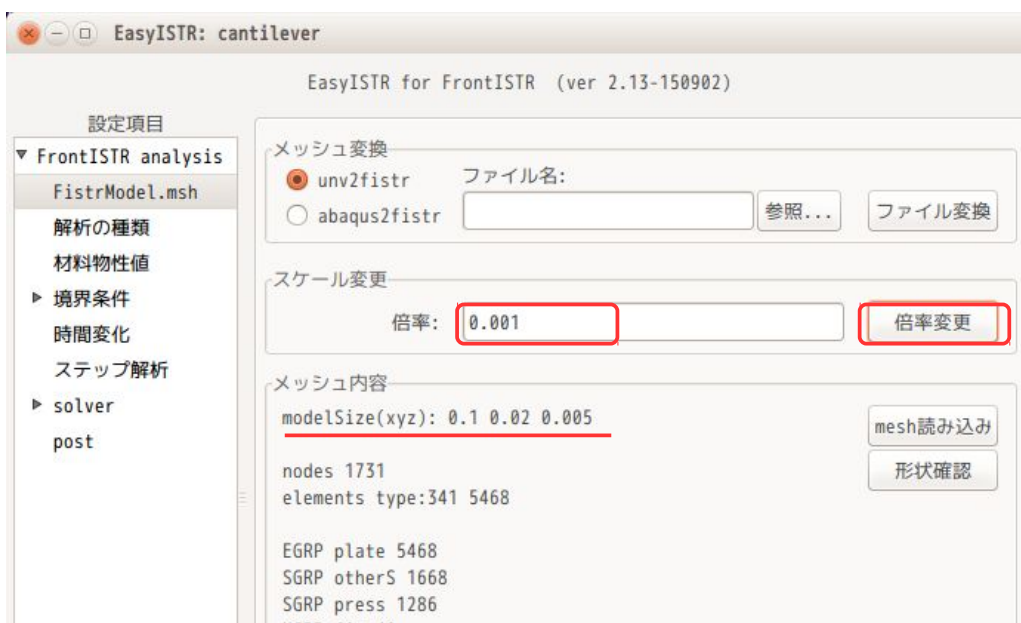 EasyISTR: cantilever
EasyISTR for FrontISTR (ver 2.13-150902)
設定項目
FrontISTR analysis
FistrModel.msh
解析の種類
材料物性値
境界条件
時間変化
ステップ解析
solver
post
メッシュ変換
unv2fistr
abaqus2fistr
ファイル名:
参照...
ファイル変換
スケール変更
倍率: 0.001
倍率変更
メッシュ内容
modelSize(xyz): 0.1 0.02 0.005
nodes 1731
elements type:341 5468
EGRP plate 5468
SGRP otherS 1668
SGRP press 1286
mesh読み込み
形状確認